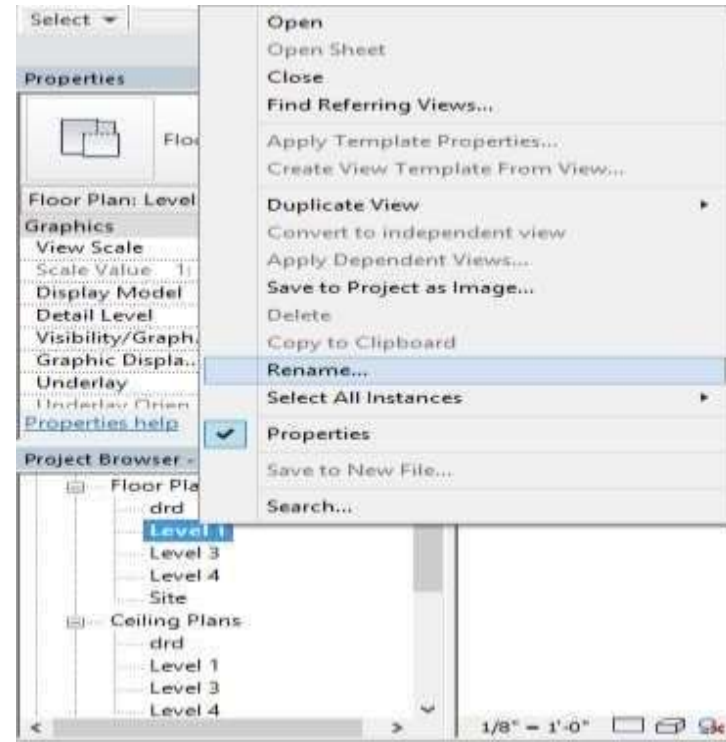 Select
Open
Open Sheet
Properties
Close
Find Referring Views...
Floo
Apply Template Properties...
Create View Template From View...
Floor Plan: Level
Duplicate View
Graphics
Convert to independent view
View Scale
Apply Dependent Views...
Scale Value 1:
Save to Project as Image...
Display Model
Detail Level
Delete
Visibility/Graph.
Copy to Clipboard
Graphic Displa..
Rename...
Underlay
Select All Instances
Underlay Orien
Properties help
Properties
Project Browser -
Save to New File...
Floor Pla
Search...
drd
Level 1
Level 3
Level 4
Site
Ceiling Plans
drd
Level 1
Level 3
Level 4
1/8" = 1'-0"